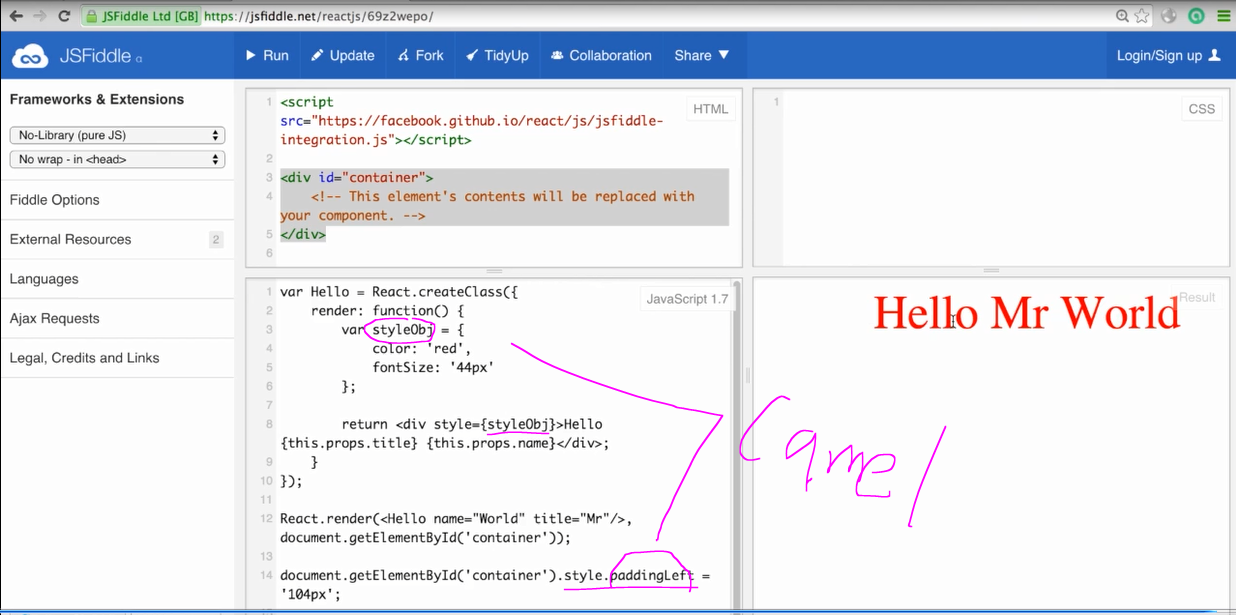 JSFiddle Ltd [GB] https://jsfiddle.net/reactjs/69z2wepo/
JSFiddle α Run Update Fork TidyUp Collaboration Share ▼ Login/Sign up
Frameworks & Extensions
No-Library (pure JS)
No wrap - in <head>
Fiddle Options
External Resources 2
Languages
Ajax Requests
Legal, Credits and Links
HTML
1 <script
src="https://facebook.github.io/react/js/jsfiddle-
integration.js"></script>
2
3 <div id="container">
4 <!-- This element's contents will be replaced with
your component. -->
5 </div>
6
CSS
1
JavaScript 1.7
1 var Hello = React.createClass({
2 render: function() {
3 var styleObj = {
4 color: 'red',
5 fontSize: '44px'
6 };
7
8 return <div style={styleObj}>Hello
{this.props.title} {this.props.name}</div>;
9 }
10 });
11
12 React.render(<Hello name="World" title="Mr"/>,
document.getElementById('container'));
13
14 document.getElementById('container').style.paddingLeft =
'104px';
Result
Hello Mr World
Camel